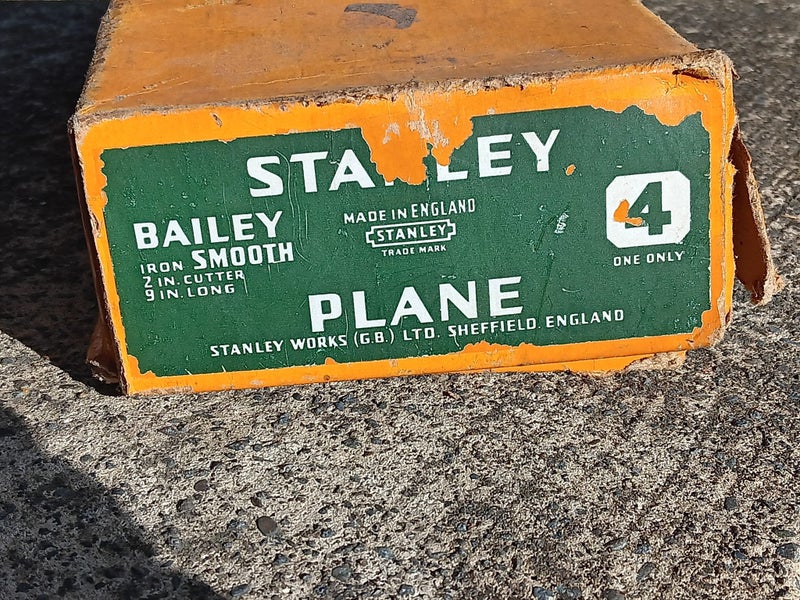 STANLEY
BAILEY
IRON SMOOTH
2 IN. CUTTER
9 IN. LONG
MADE IN ENGLAND
STANLEY
TRADE MARK
4
ONE ONLY
PLANE
STANLEY WORKS (G.B.) LTD. SHEFFIELD. ENGLAND